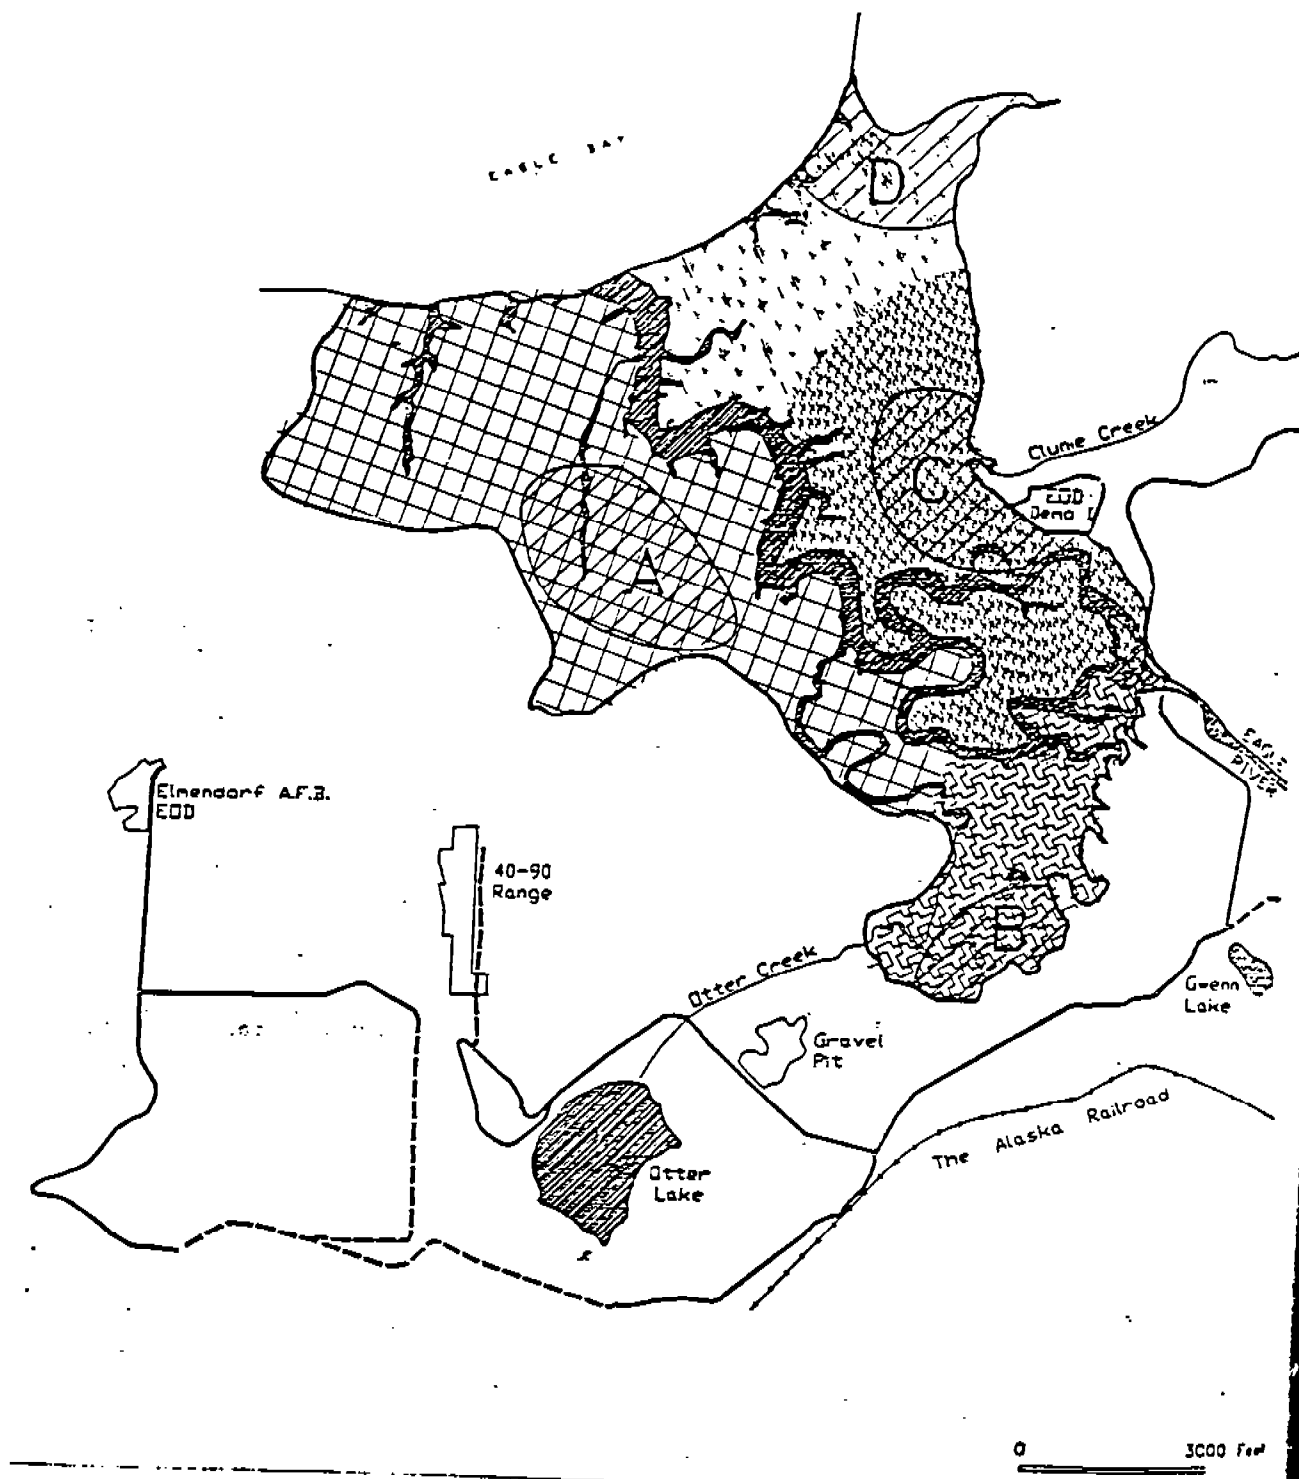 EAGLE BAY
D
Clume Creek
C
EOD
Demo
A
EAGLE
RIVER
Elmendorf A.F.B.
EOD
40-90
Range
B
Otter Creek
Gwenn
Lake
Gravel
Pit
The Alaska Railroad
Otter
Lake
0 3000 Feet